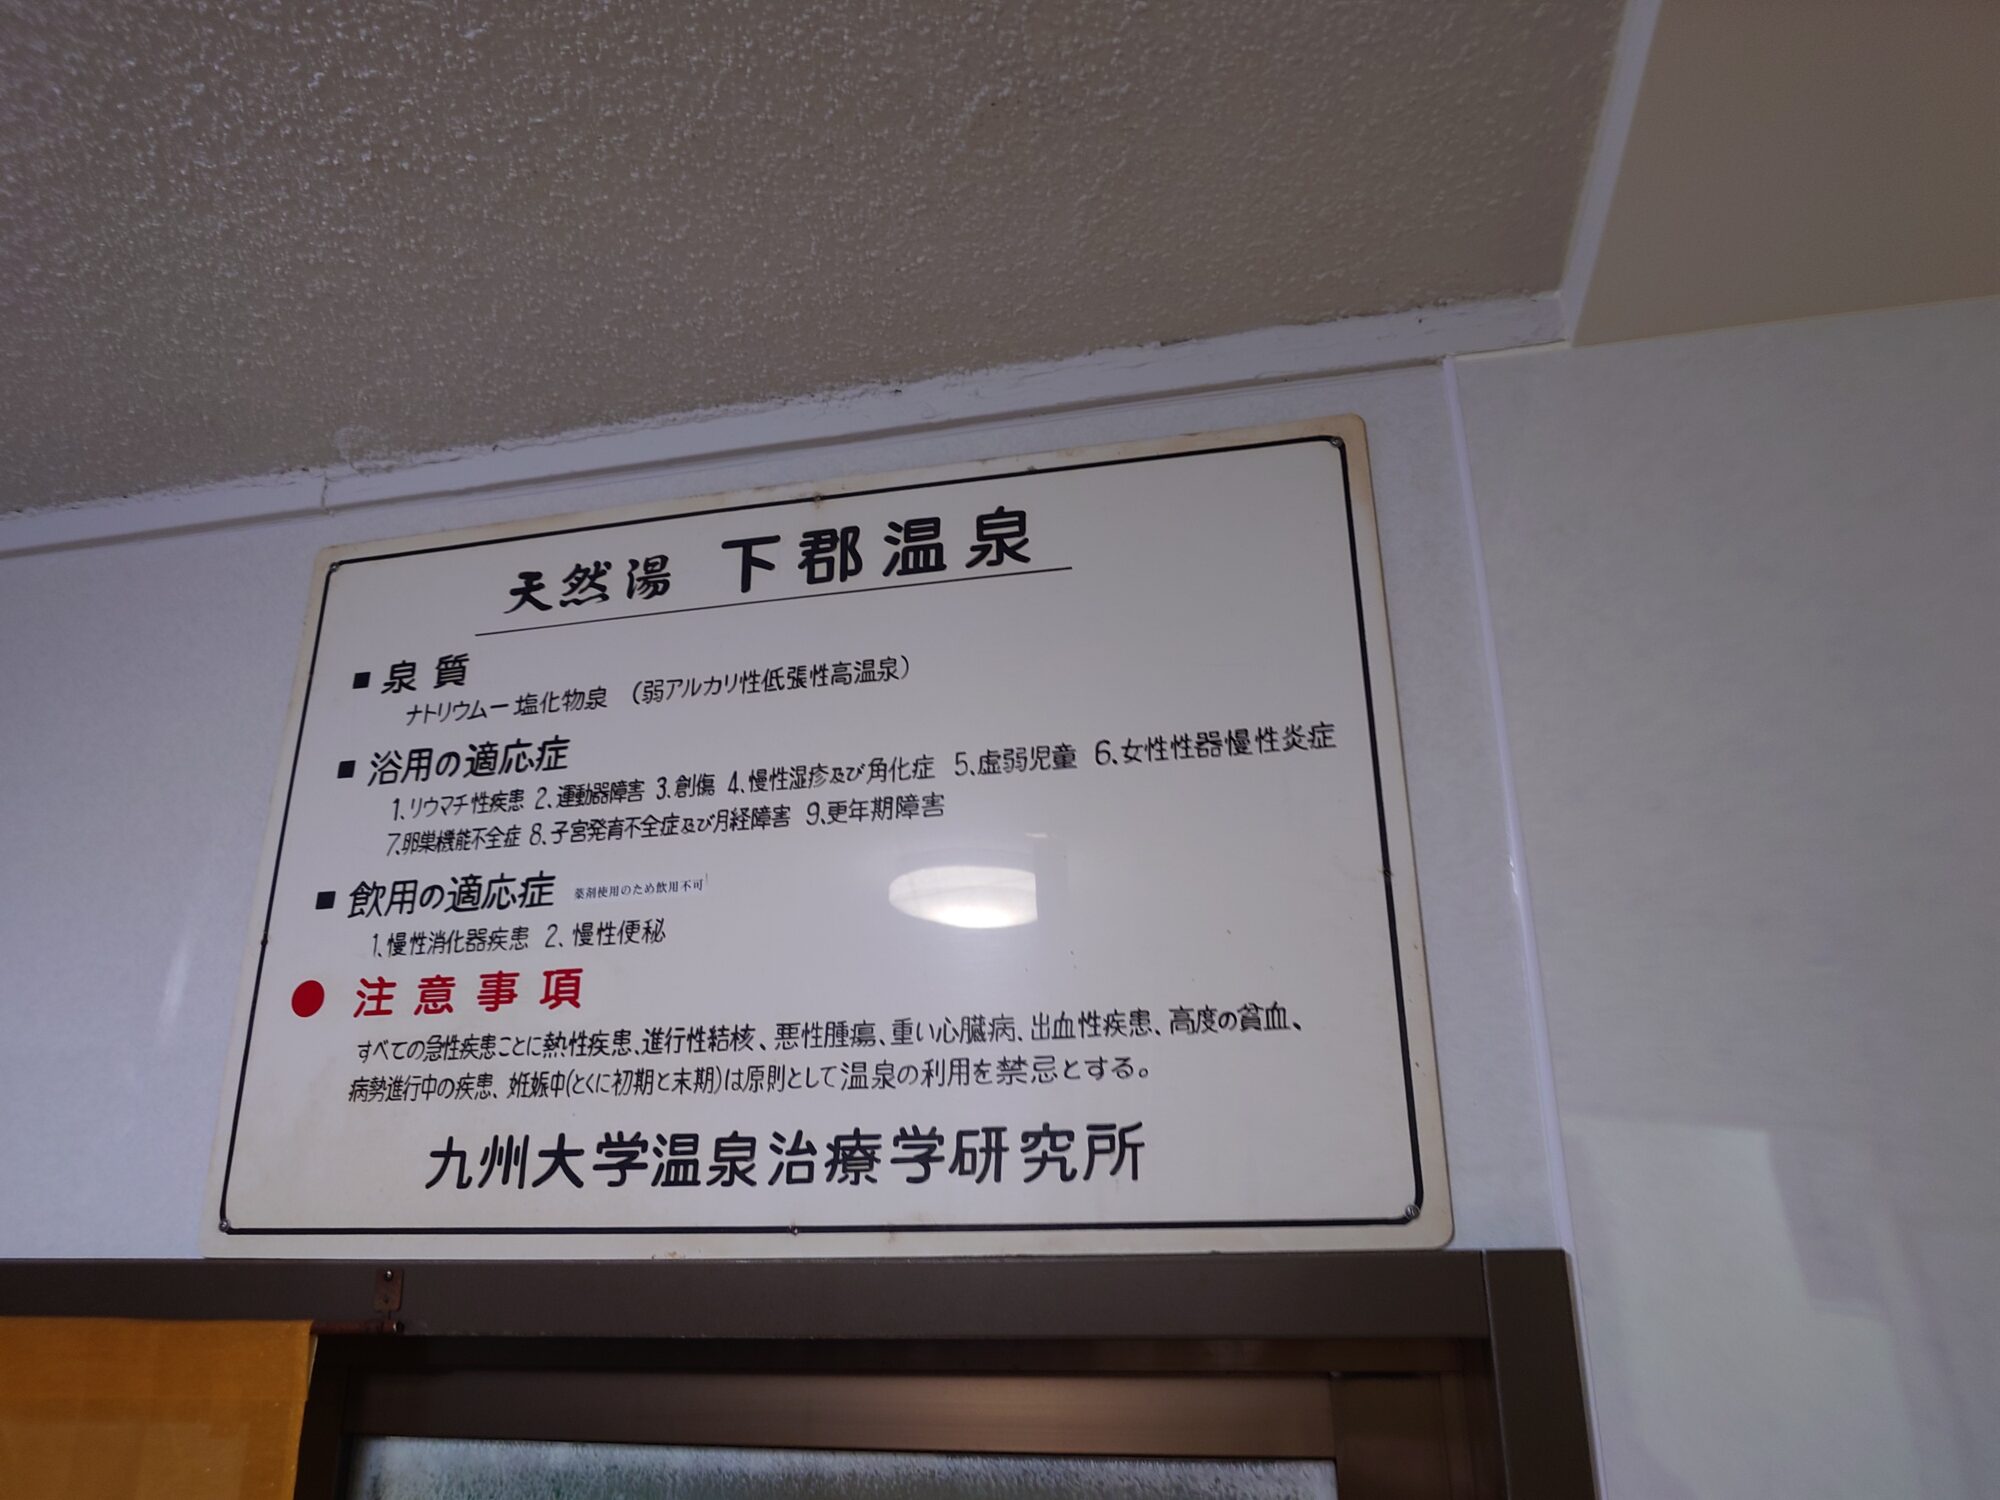 天然湯 下郡温泉
■泉質
ナトリウムー塩化物泉 (弱アルカリ性低張性高温泉)
■浴用の適応症
1、リウマチ性疾患 2、運動器障害 3、創傷 4、慢性湿疹及び角化症 5、虚弱児童 6、女性性器慢性炎症
7、卵巣機能不全症 8、子宮発育不全症及び月経障害 9、更年期障害
■飲用の適応症 薬剤使用のため飲用不可
1、慢性消化器疾患 2、慢性便秘
●注意事項
すべての急性疾患ことに熱性疾患、進行性結核、悪性腫瘍、重い心臓病、出血性疾患、高度の貧血、
病勢進行中の疾患、妊娠中(とくに初期と末期)は原則として温泉の利用を禁忌とする。
九州大学温泉治療学研究所